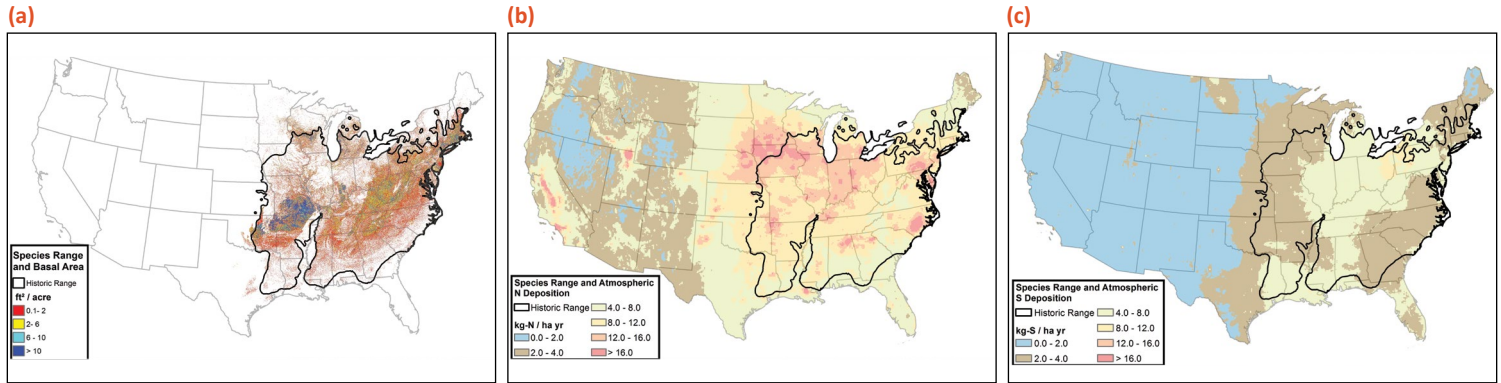 (a)
(b)
(c)
Species Range
and Basal Area
Historic Range
ft² / acre
0.1- 2
2- 6
6 - 10
> 10
Species Range and Atmospheric
N Deposition
Historic Range
kg-N / ha yr
0.0 - 2.0
2.0 - 4.0
4.0 - 8.0
8.0 - 12.0
12.0 - 16.0
> 16.0
Species Range and Atmospheric
S Deposition
Historic Range
kg-S / ha yr
0.0 - 2.0
2.0 - 4.0
4.0 - 8.0
8.0 - 12.0
12.0 - 16.0
> 16.0